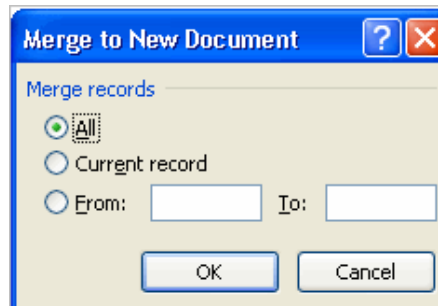 Merge to New Document
Merge records
All
Current record
From: To:
OK Cancel